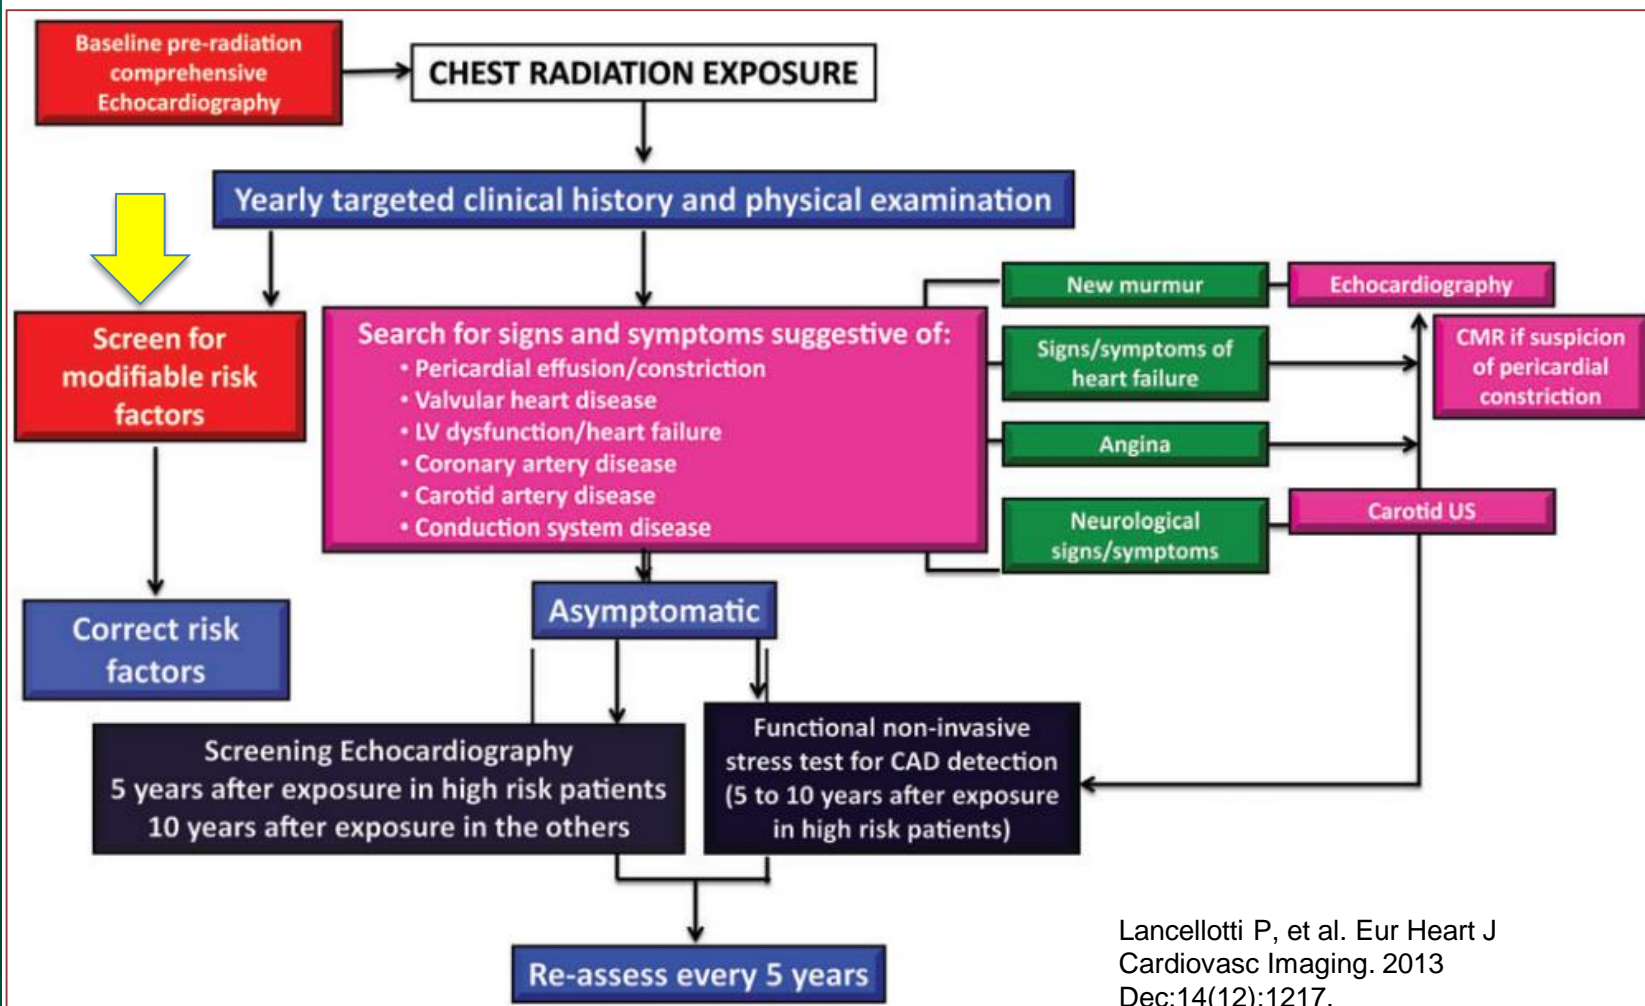 Baseline pre-radiation
comprehensive
Echocardiography
CHEST RADIATION EXPOSURE
Yearly targeted clinical history and physical examination
Screen for
modifiable risk
factors
Correct risk
factors
Search for signs and symptoms suggestive of:
• Pericardial effusion/constriction
• Valvular heart disease
• LV dysfunction/heart failure
• Coronary artery disease
• Carotid artery disease
• Conduction system disease
New murmur
Echocardiography
Signs/symptoms of
heart failure
CMR if suspicion
of pericardial
constriction
Angina
Neurological
signs/symptoms
Carotid US
Asymptomatic
Screening Echocardiography
5 years after exposure in high risk patients
10 years after exposure in the others
Functional non-invasive
stress test for CAD detection
(5 to 10 years after exposure
in high risk patients)
Re-assess every 5 years
Lancellotti P, et al. Eur Heart J
Cardiovasc Imaging. 2013
Dec;14(12):1217.